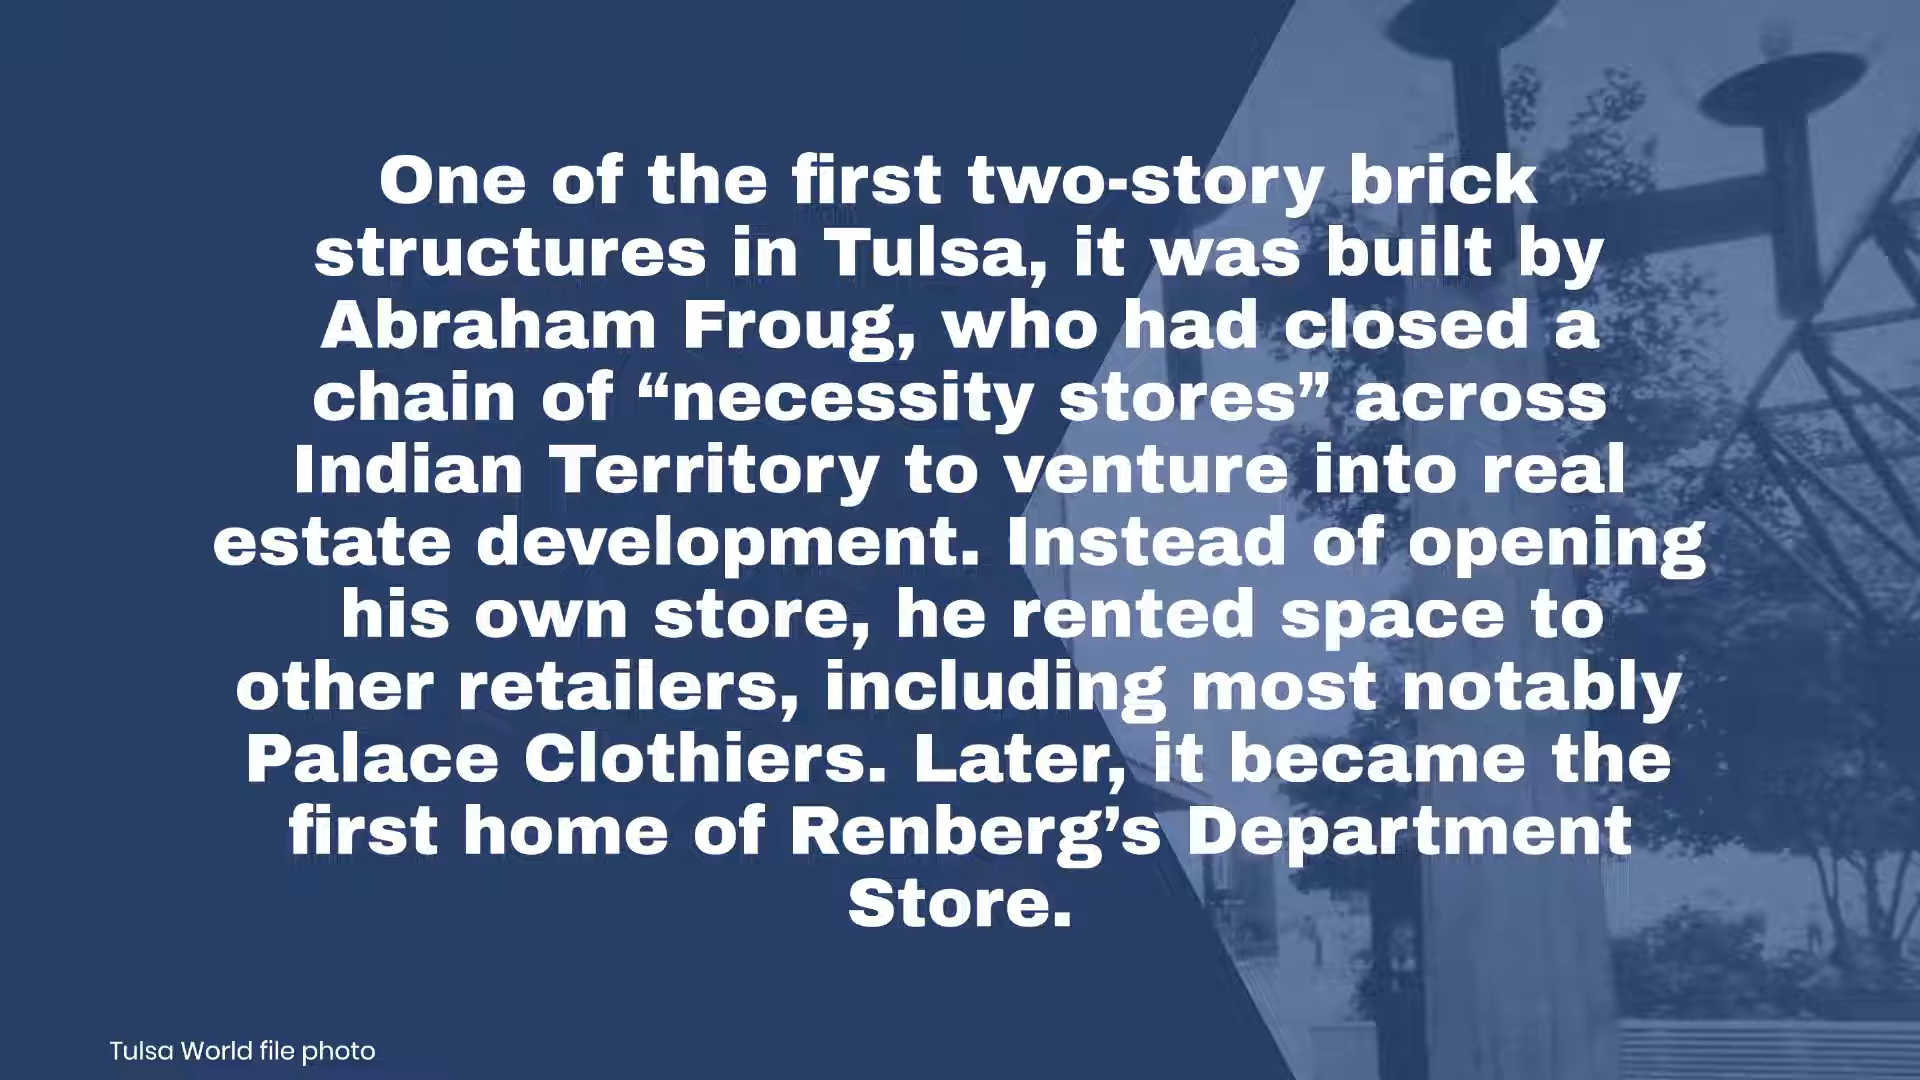 One of the first two-story brick
structures in Tulsa, it was built by
Abraham Froug, who had closed a
chain of “necessity stores” across
Indian Territory to venture into real
estate development. Instead of opening
his own store, he rented space to
other retailers, including most notably
Palace Clothiers. Later, it became the
first home of Renberg’s Department
Store.
Tulsa World file photo